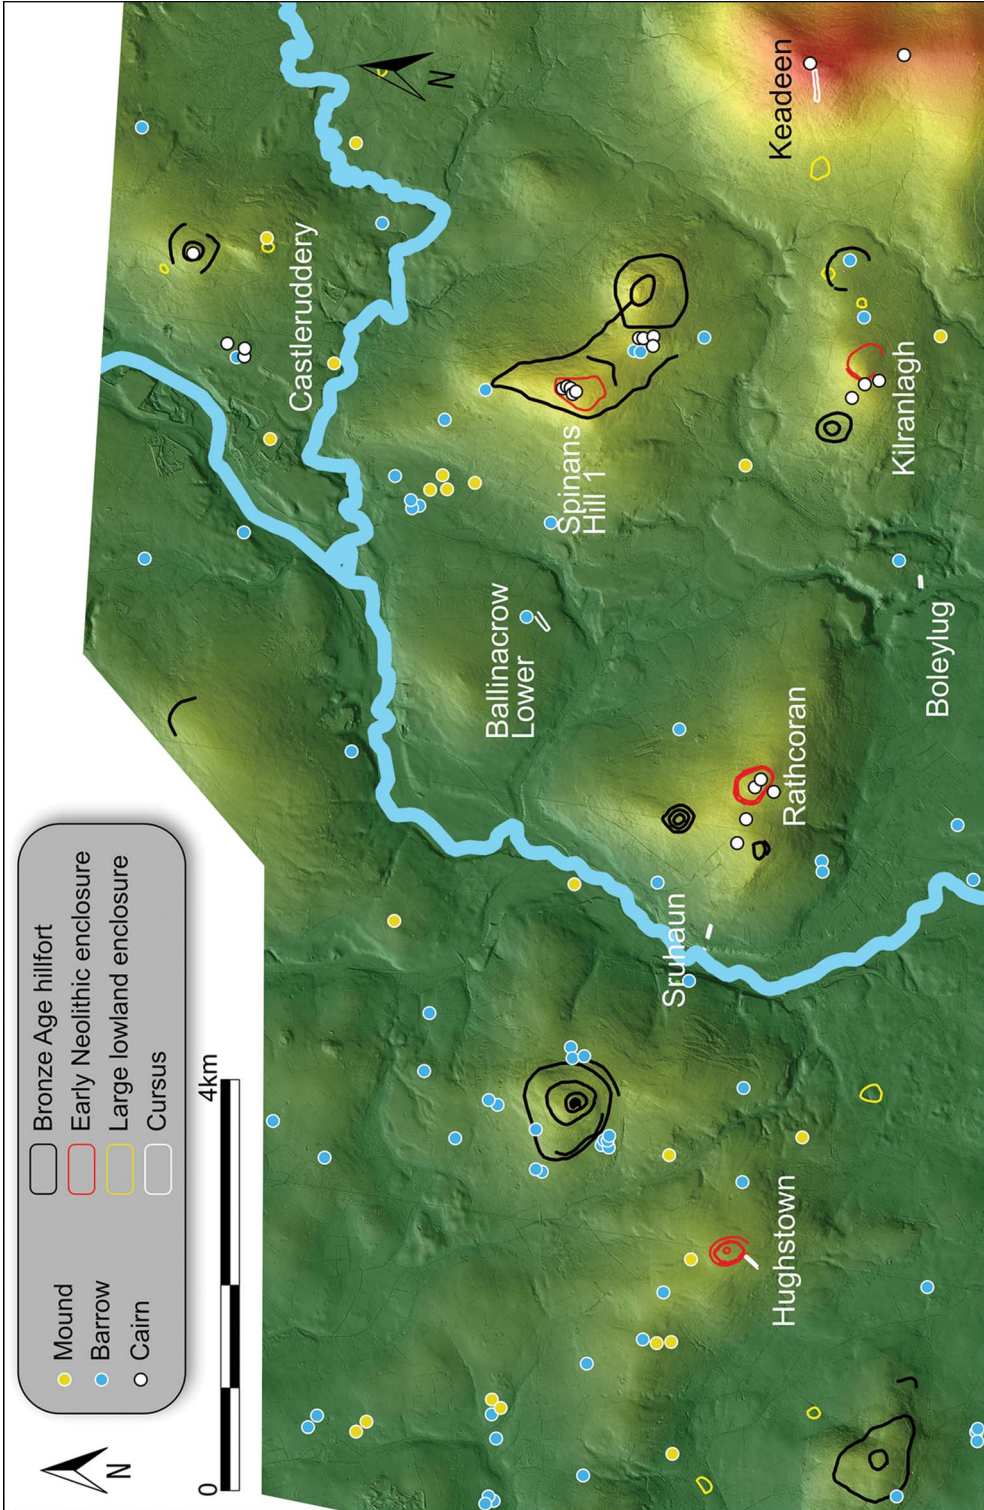 Mound
Barrow
Cairn
Bronze Age hillfort
Early Neolithic enclosure
Large lowland enclosure
Cursus
N
0
4km
N
Castleruddery
Keadeen
Spinans
Hill 1
Ballinacrow
Lower
Kilranlagh
Boleylug
Rathcoran
Sruhaun
Hughstown